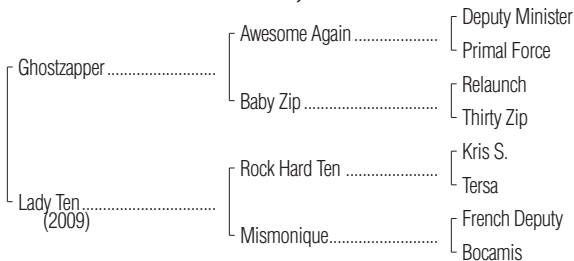 Deputy Minister
Awesome Again ....................
Primal Force
Ghostzapper ..........................
Relaunch
Baby Zip ................................
Thirty Zip
Kris S.
Rock Hard Ten ......................
Tersa
Lady Ten................................
(2009)
French Deputy
Mismonique..........................
Bocamis